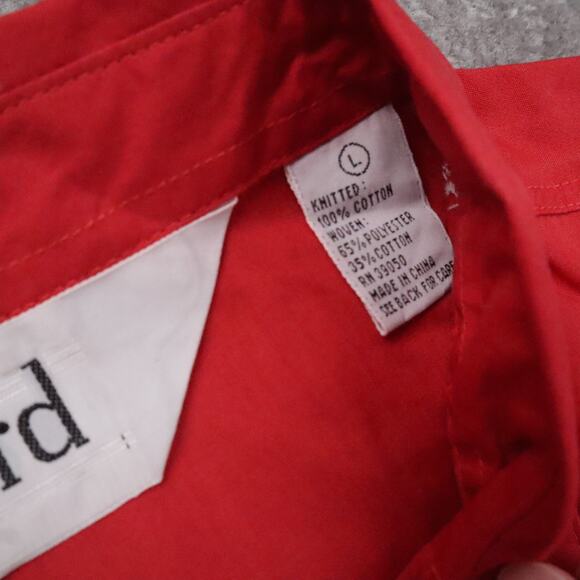 rd
L
KNITTED:
100% COTTON
WOVEN:
65% POLYESTER
35% COTTON
RN 39050
MADE IN CHINA
SEE BACK FOR CARE